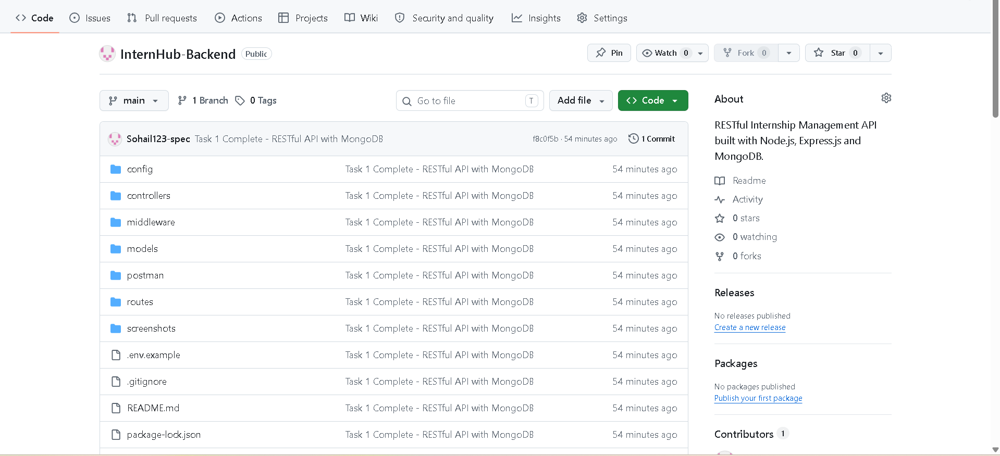 Code Issues Pull requests Actions Projects Wiki Security and quality Insights Settings
InternHub-Backend Public Pin Watch 0 Fork 0 Star 0
main 1 Branch 0 Tags Go to file T Add file Code
Sohail123-spec Task 1 Complete - RESTful API with MongoDB f8c0f5b · 54 minutes ago 1 Commit
config Task 1 Complete - RESTful API with MongoDB 54 minutes ago
controllers Task 1 Complete - RESTful API with MongoDB 54 minutes ago
middleware Task 1 Complete - RESTful API with MongoDB 54 minutes ago
models Task 1 Complete - RESTful API with MongoDB 54 minutes ago
postman Task 1 Complete - RESTful API with MongoDB 54 minutes ago
routes Task 1 Complete - RESTful API with MongoDB 54 minutes ago
screenshots Task 1 Complete - RESTful API with MongoDB 54 minutes ago
.env.example Task 1 Complete - RESTful API with MongoDB 54 minutes ago
.gitignore Task 1 Complete - RESTful API with MongoDB 54 minutes ago
README.md Task 1 Complete - RESTful API with MongoDB 54 minutes ago
package-lock.json Task 1 Complete - RESTful API with MongoDB 54 minutes ago
About
RESTful Internship Management API
built with Node.js, Express.js and
MongoDB.
Readme
Activity
0 stars
0 watching
0 forks
Releases
No releases published
Create a new release
Packages
No packages published
Publish your first package
Contributors 1